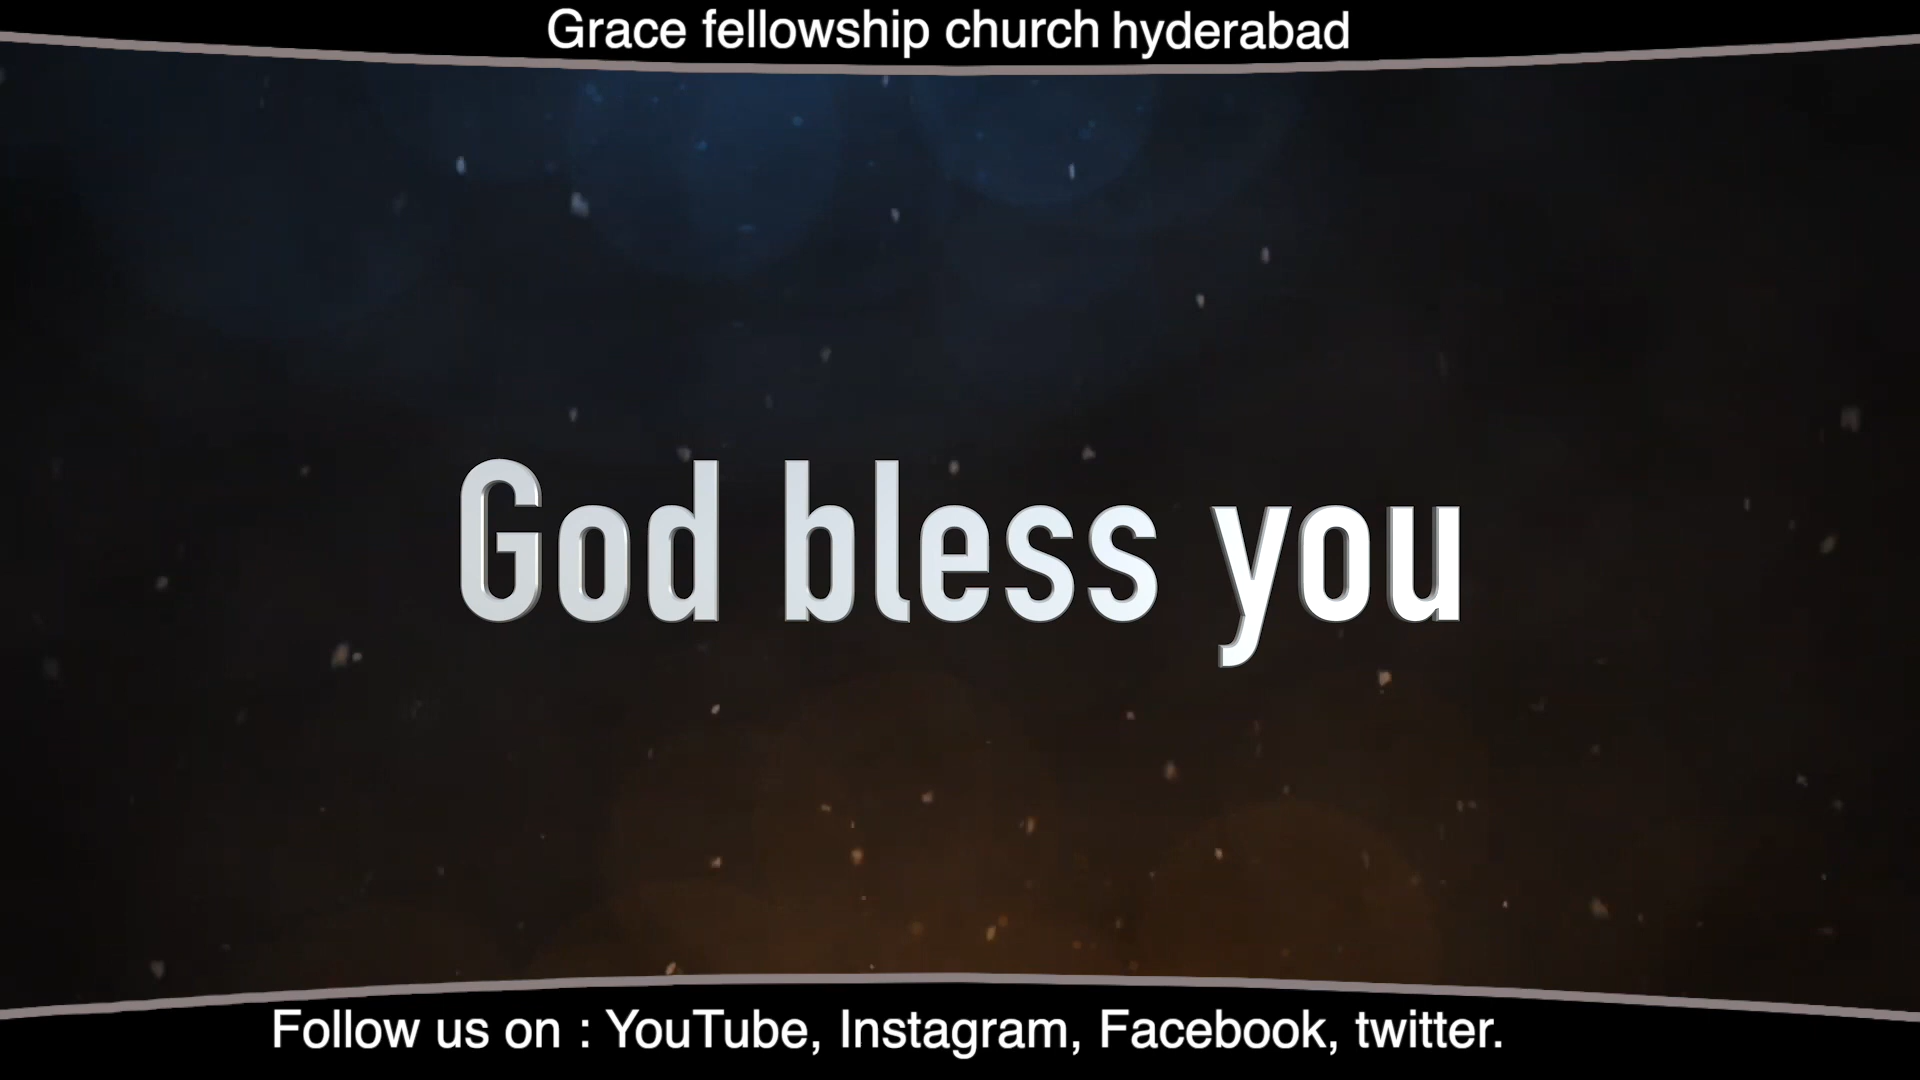 Grace fellowship church hyderabad
God bless you
Follow us on : YouTube, Instagram, Facebook, twitter.